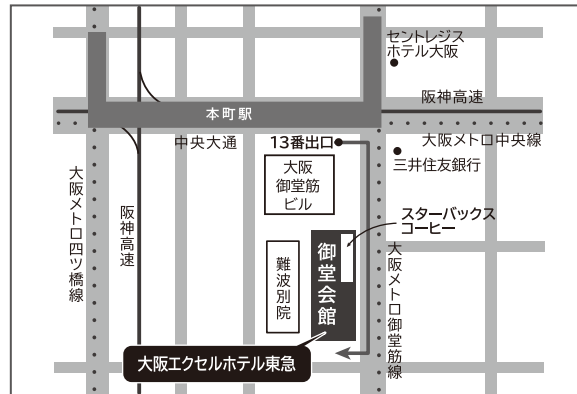 セントレジス
ホテル大阪
阪神高速
本町駅
中央大通
13番出口
大阪メトロ中央線
三井住友銀行
大阪
御堂筋
ビル
スターバックス
コーヒー
大阪メトロ四ツ橋線
阪神高速
難波別院
御堂会館
大阪メトロ御堂筋線
大阪エクセルホテル東急